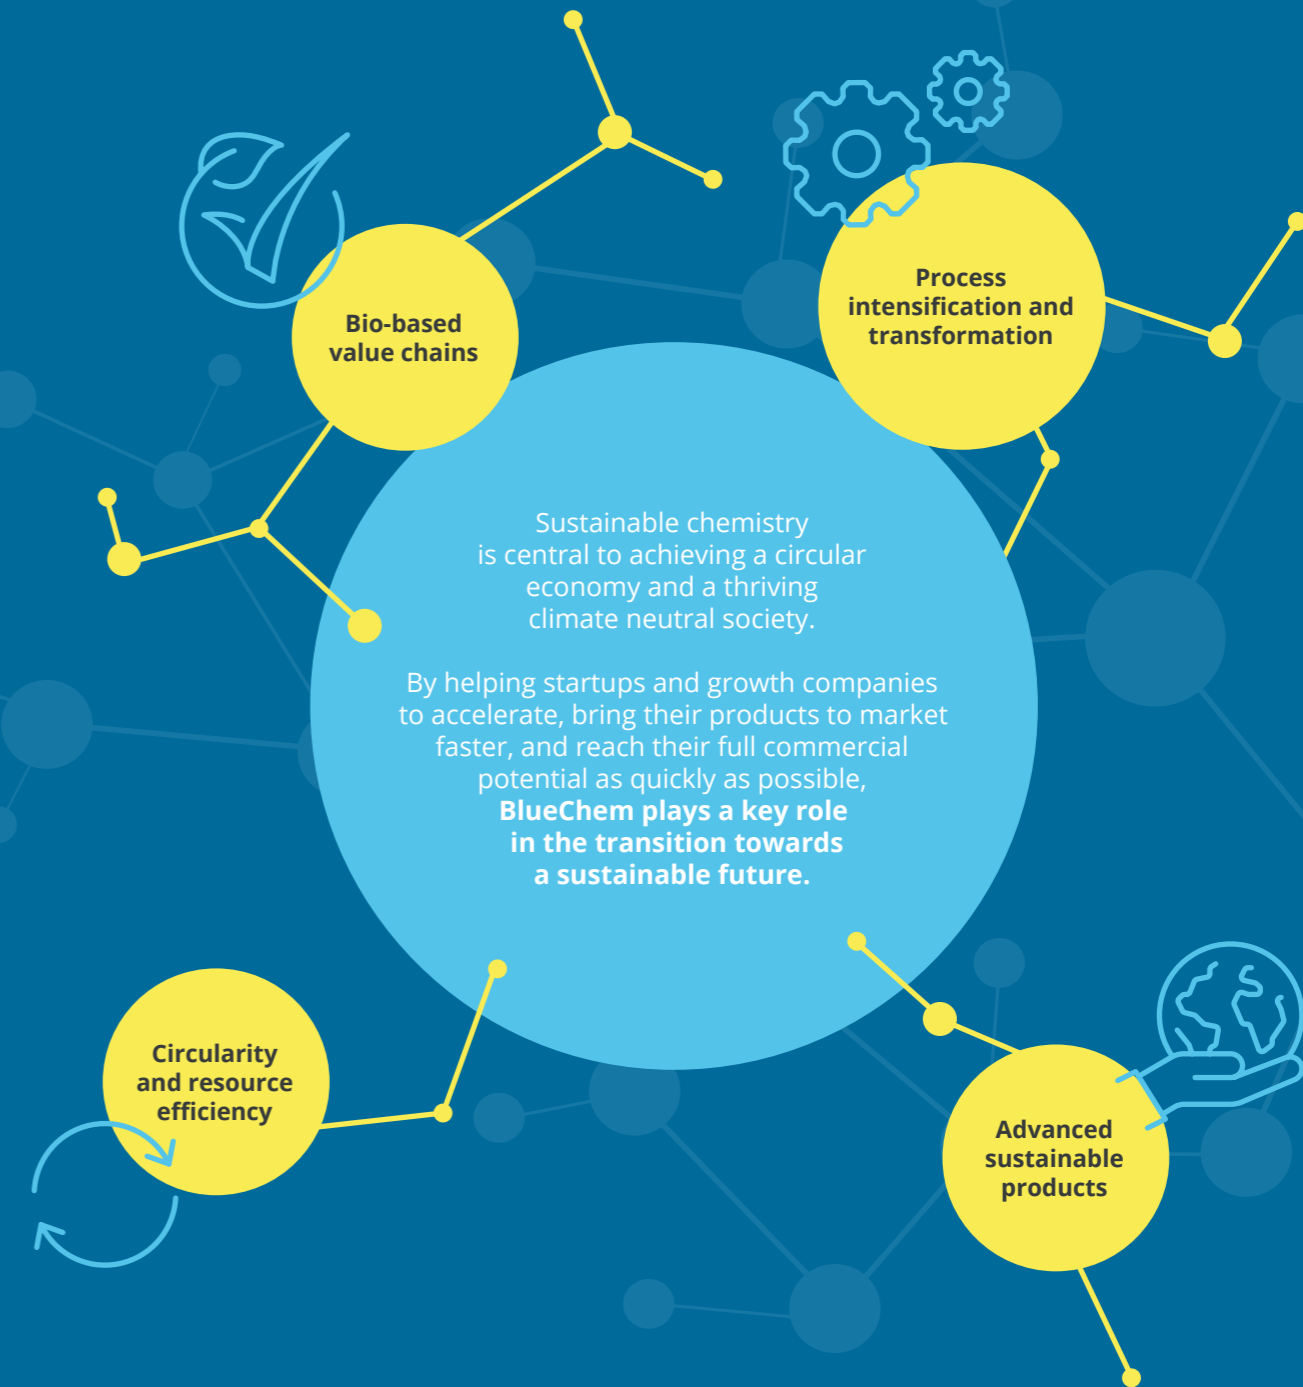 Bio-based
value chains
Process
intensification and
transformation
Sustainable chemistry
is central to achieving a circular
economy and a thriving
climate neutral society.
By helping startups and growth companies
to accelerate, bring their products to market
faster, and reach their full commercial
potential as quickly as possible,
BlueChem plays a key role
in the transition towards
a sustainable future.
Circularity
and resource
efficiency
Advanced
sustainable
products